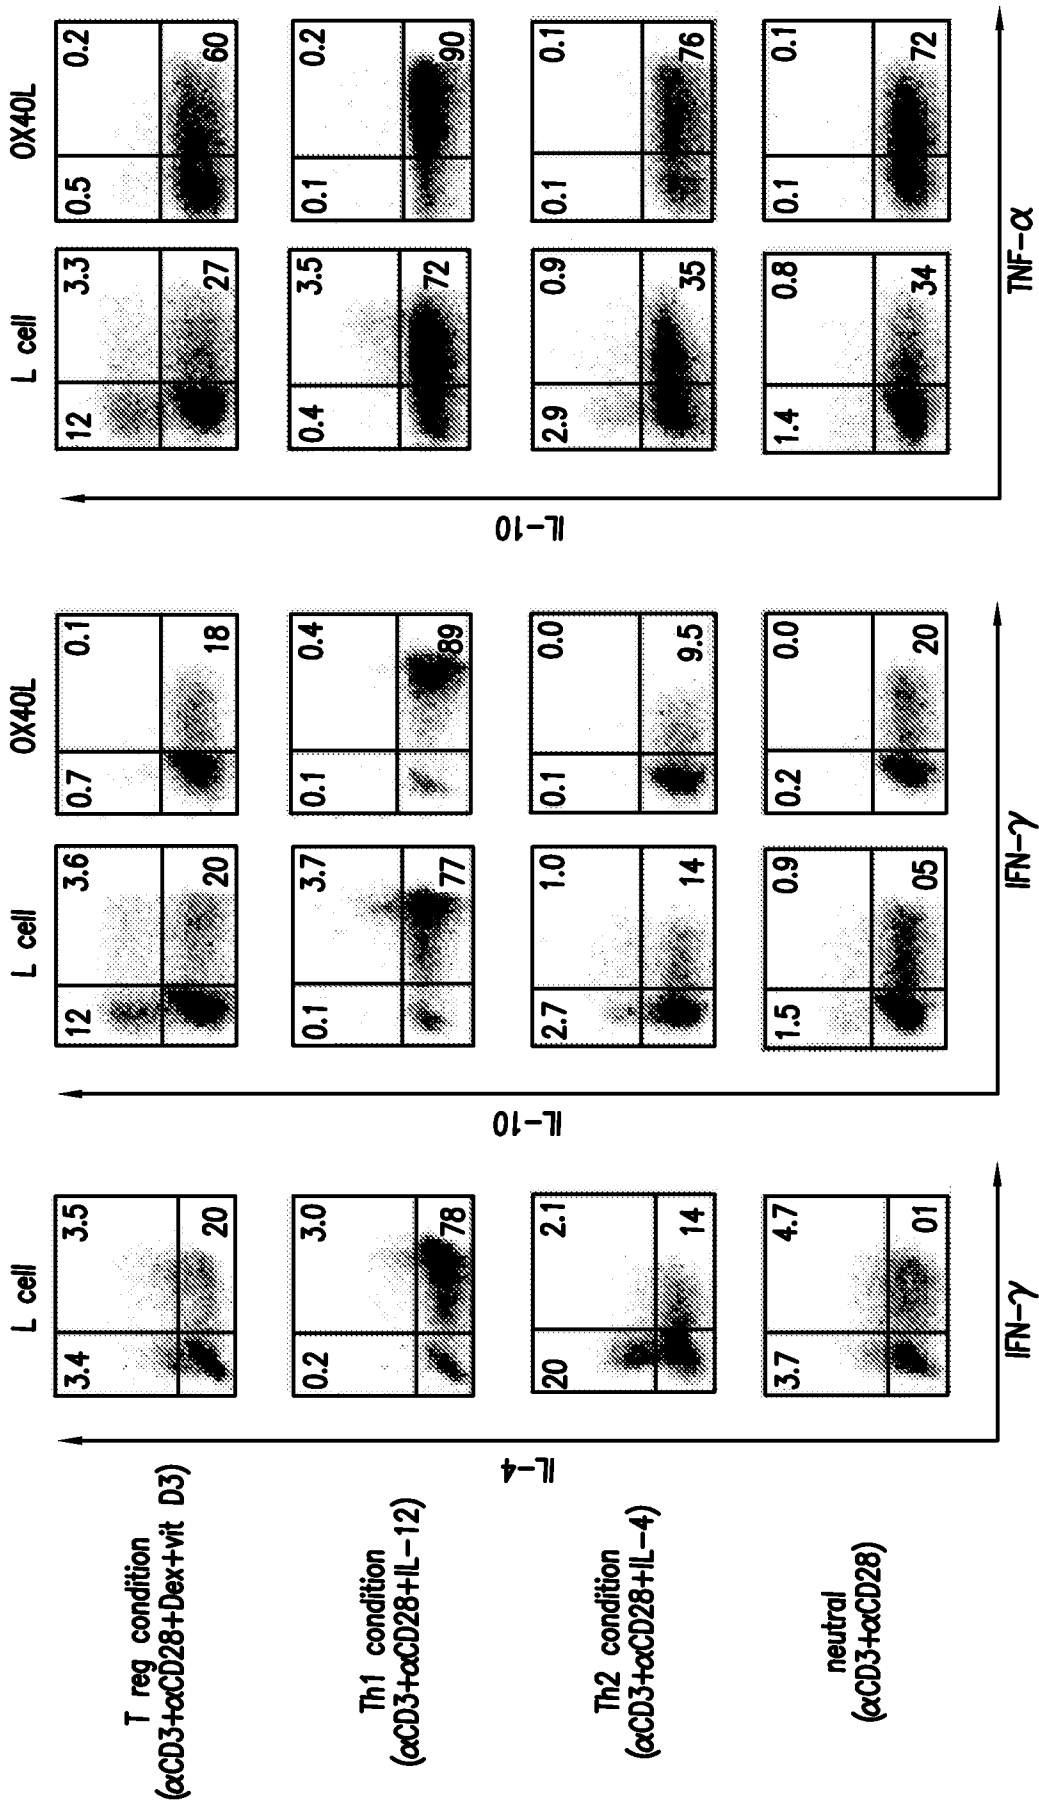 L cell
L cell OX40L
L cell OX40L
T reg condition
(αCD3+αCD28+Dex+vit D3)
3.4 3.5
20
12 3.6
20
0.7 0.1
18
12 3.3
27
0.5 0.2
60
Th1 condition
(αCD3+αCD28+IL-12)
0.2 3.0
78
0.1 3.7
77
0.1 0.4
89
0.4 3.5
72
0.1 0.2
90
Th2 condition
(αCD3+αCD28+IL-4)
20 2.1
14
2.7 1.0
14
0.1 0.0
9.5
2.9 0.9
35
0.1 0.1
76
neutral
(αCD3+αCD28)
3.7 4.7
01
1.5 0.9
05
0.2 0.0
20
1.4 0.8
34
0.1 0.1
72
IL-4
IL-10
IL-10
IFN-γ
IFN-γ
TNF-α